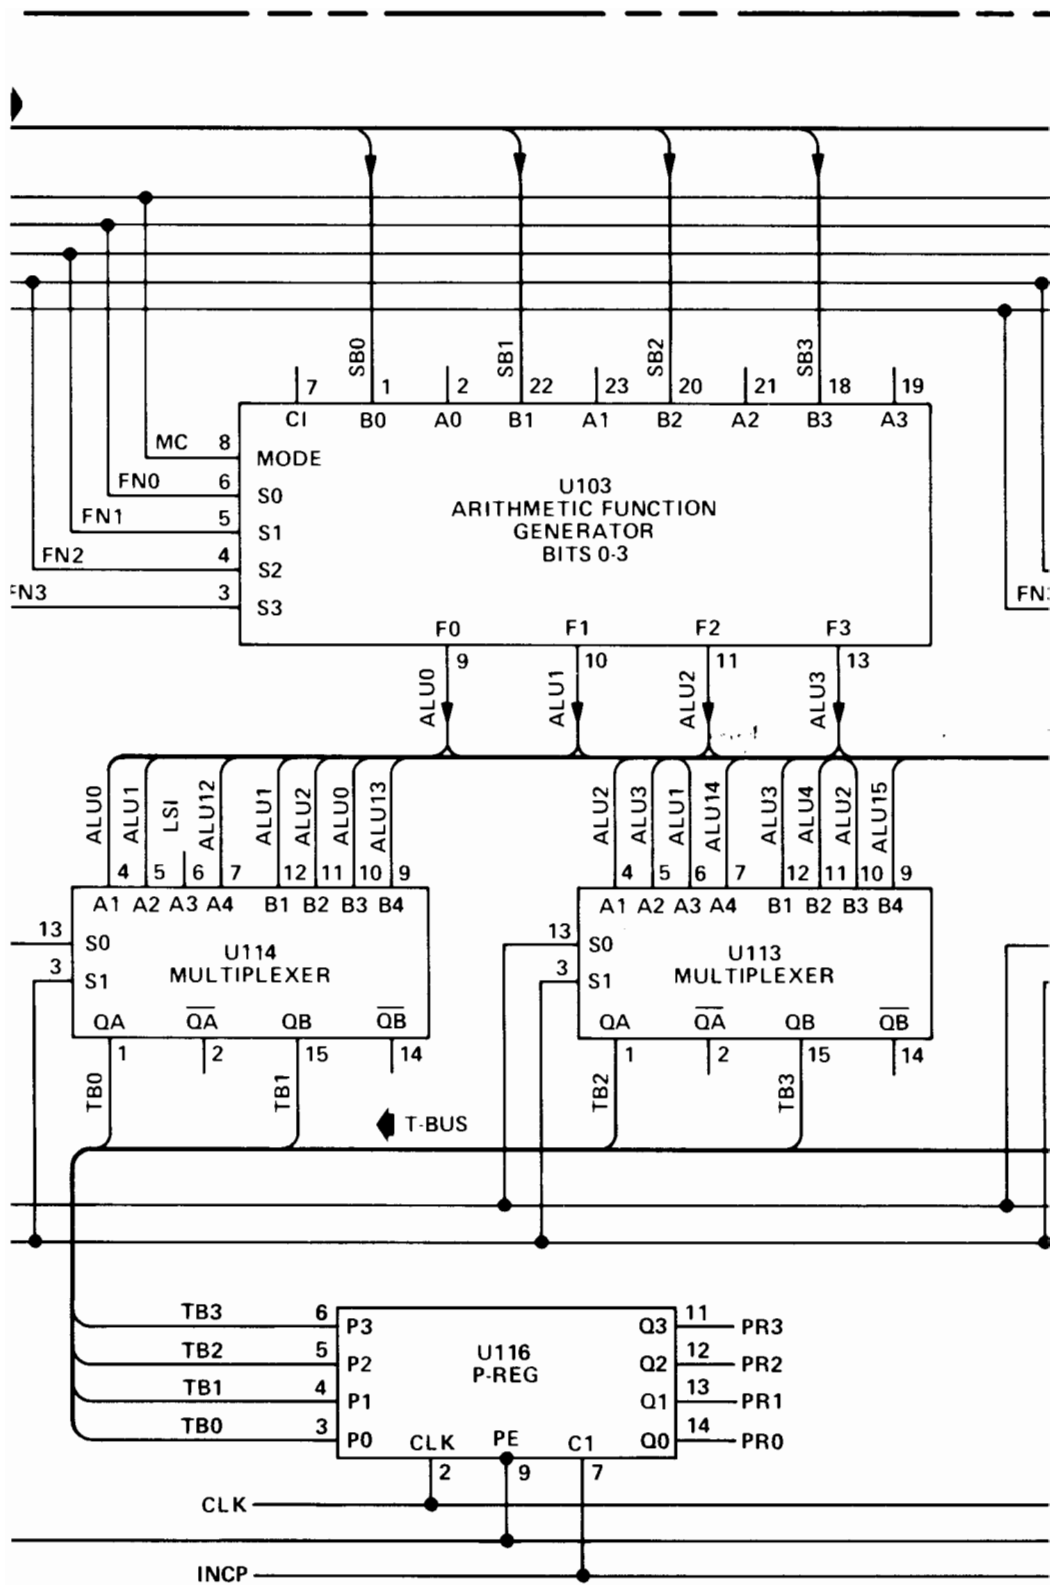 SB0
SB1
SB2
SB3
7 1 2 22 23 20 21 18 19
CI B0 A0 B1 A1 B2 A2 B3 A3
MC 8 MODE
FN0 6 S0
FN1 5 S1
FN2 4 S2
FN3 3 S3
U103
ARITHMETIC FUNCTION
GENERATOR
BITS 0-3
F0 F1 F2 F3
9 10 11 13
ALU0 ALU1 ALU2 ALU3
ALU0 ALU1 LSI ALU12 ALU1 ALU2 ALU0 ALU13
4 5 6 7 12 11 10 9
A1 A2 A3 A4 B1 B2 B3 B4
13 S0
3 S1
U114
MULTIPLEXER
QA QA QB QB
1 2 15 14
TB0 TB1
ALU2 ALU3 ALU1 ALU14 ALU3 ALU4 ALU2 ALU15
4 5 6 7 12 11 10 9
A1 A2 A3 A4 B1 B2 B3 B4
13 S0
3 S1
U113
MULTIPLEXER
QA QA QB QB
1 2 15 14
TB2 TB3
T-BUS
TB3 6 P3
TB2 5 P2
TB1 4 P1
TB0 3 P0
U116
P-REG
Q3 11 PR3
Q2 12 PR2
Q1 13 PR1
Q0 14 PR0
CLK PE C1
2 9 7
CLK
INCP